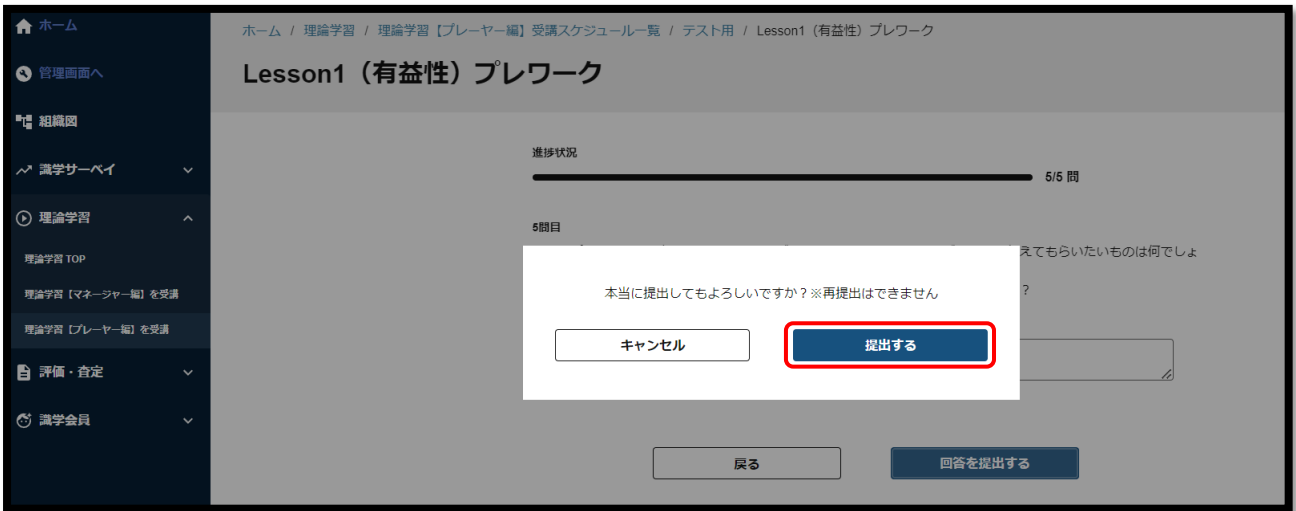 ホーム
管理画面へ
組織図
識学サーベイ
理論学習
理論学習 TOP
理論学習【マネージャー編】を受講
理論学習【プレーヤー編】を受講
評価・査定
識学会員
ホーム / 理論学習 / 理論学習【プレーヤー編】受講スケジュール一覧 / テスト用 / Lesson1（有益性）プレワーク
Lesson1（有益性）プレワーク
進捗状況
5/5 問
5問目
えてもらいたいものは何でしょ
？
本当に提出してもよろしいですか？※再提出はできません
キャンセル
提出する
戻る
回答を提出する